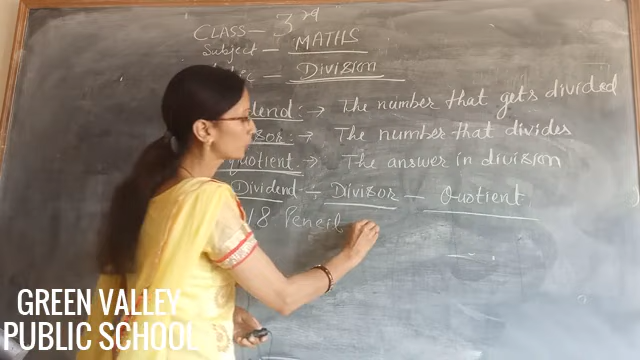 CLASS— 3rd
Subject — MATHS
— Division
:→ The number that gets divided
:→ The number that divides
Quotient :→ The answer in division
Dividend ÷ Divisor — Quotient
18 Pencil
GREEN VALLEY
PUBLIC SCHOOL